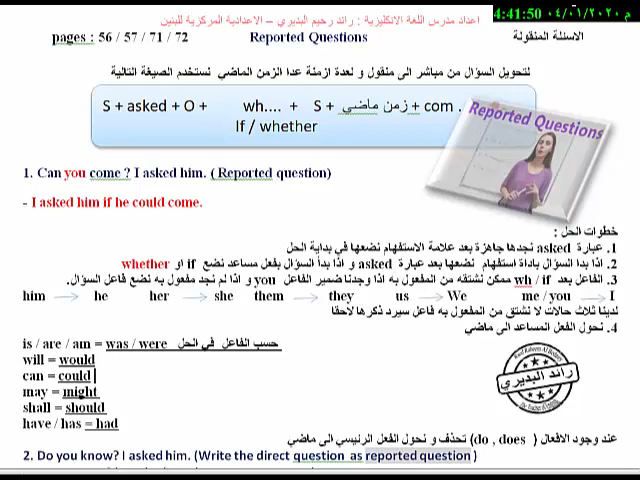 اعداد مدرس اللغة الانكليزية : رائد رحيم البديري – الاعدادية المركزية للبنين
4:41:50 م ٠٤/٠١/٢٠٢٠
pages : 56 / 57 / 71 / 72 Reported Questions الاسئلة المنقولة
لتحويل السؤال من مباشر الى منقول و لعدة ازمنة عدا الزمن الماضي نستخدم الصيغة التالية
S + asked + O + wh.... + S + زمن ماضي + com .
If / whether
Reported Questions
1. Can you come ? I asked him. ( Reported question)
- I asked him if he could come.
خطوات الحل :
1. عبارة asked نجدها جاهزة بعد علامة الاستفهام نضعها في بداية الحل
2. اذا بدا السؤال باداة استفهام نضعها بعد عبارة asked و اذا بدأ السؤال بفعل مساعد نضع if او whether
3. الفاعل بعد wh / if ممكن نشتقه من المفعول به اذا وجدنا ضمير الفاعل you و اذا لم نجد مفعول به نضع فاعل السؤال.
him → he her → she them → they us → We me / you → I
لدينا ثلاث حالات لا نشتق من المفعول به فاعل سيرد ذكرها لاحقا
4. نحول الفعل المساعد الى ماضي
is / are / am = was / were حسب الفاعل في الحل
will = would
can = could
may = might
shall = should
have / has = had
رائد البديري
عند وجود الافعال ( do , does ) تحذف و نحول الفعل الرئيسي الى ماضي
2. Do you know? I asked him. (Write the direct question as reported question )